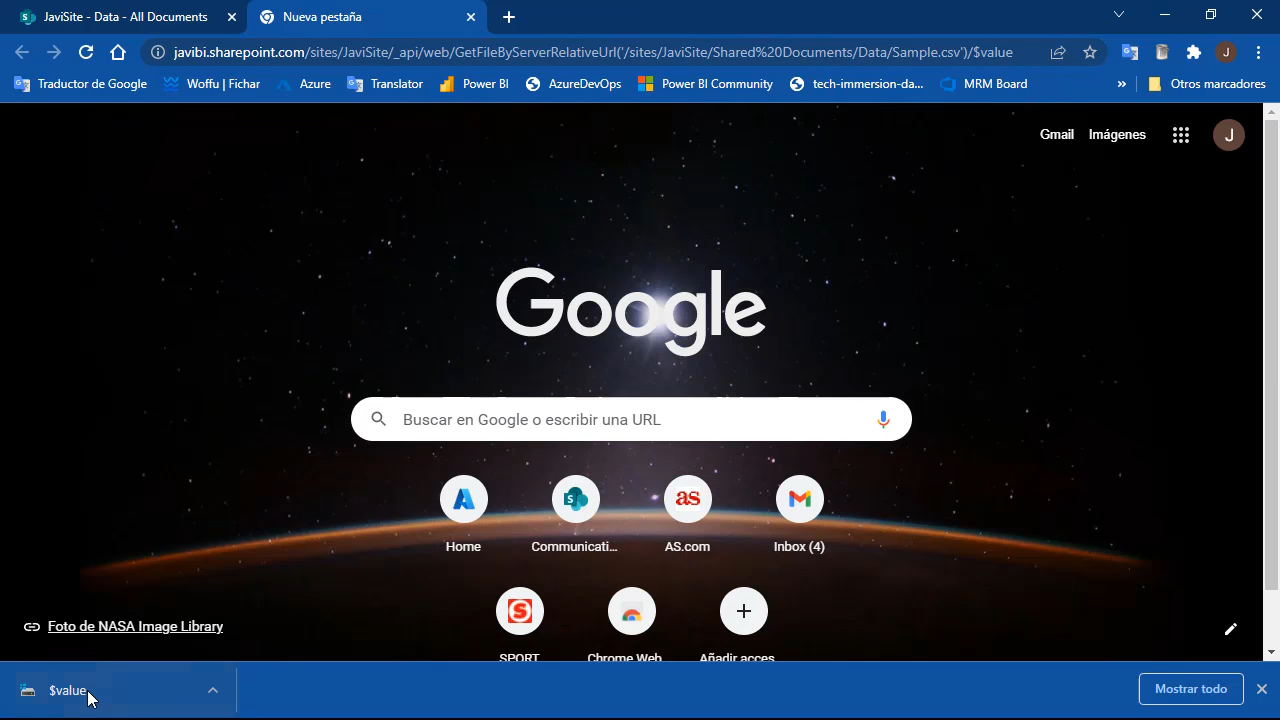 JaviSite - Data - All Documents
Nueva pestaña
javibi.sharepoint.com/sites/JaviSite/_api/web/GetFileByServerRelativeUrl('/sites/JaviSite/Shared%20Documents/Data/Sample.csv')/$value
J
Traductor de Google
Woffu | Fichar
Azure
Translator
Power BI
AzureDevOps
Power BI Community
tech-immersion-da...
MRM Board
»
Otros marcadores
Gmail
Imágenes
J
Google
Buscar en Google o escribir una URL
as
Home
Communicati...
AS.com
Inbox (4)
SPORT
Chrome Web
Añadir acces
Foto de NASA Image Library
$value
Mostrar todo